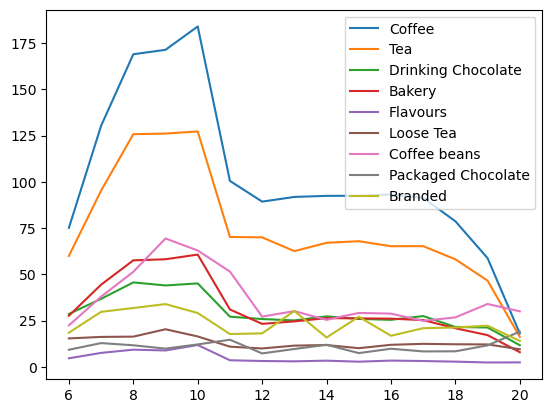 175
150
125
100
75
50
25
0
6
8
10
12
14
16
18
20
Coffee
Tea
Drinking Chocolate
Bakery
Flavours
Loose Tea
Coffee beans
Packaged Chocolate
Branded